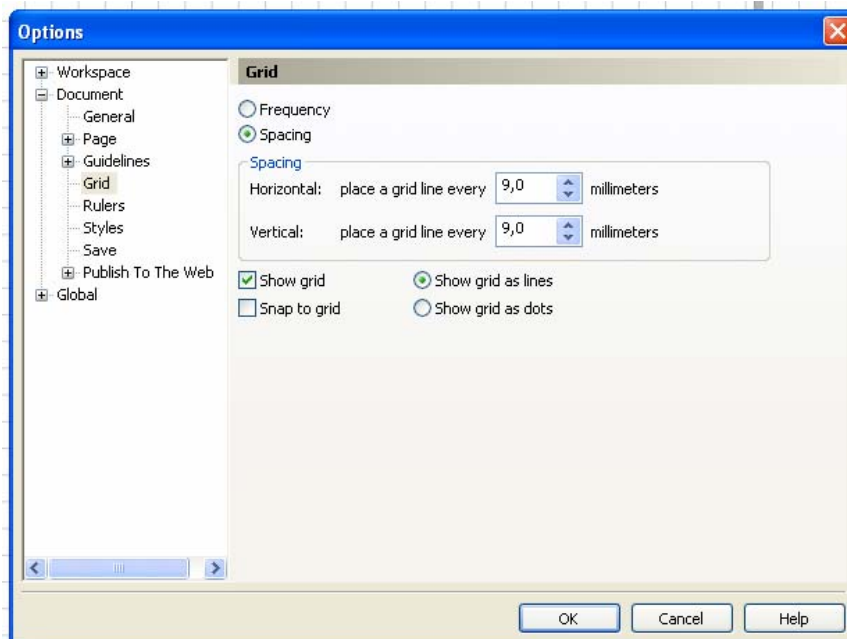 Options
Workspace
Document
General
Page
Guidelines
Grid
Rulers
Styles
Save
Publish To The Web
Global
Grid
Frequency
Spacing
Spacing
Horizontal: place a grid line every 9,0 millimeters
Vertical: place a grid line every 9,0 millimeters
Show grid Show grid as lines
Snap to grid Show grid as dots
OK Cancel Help